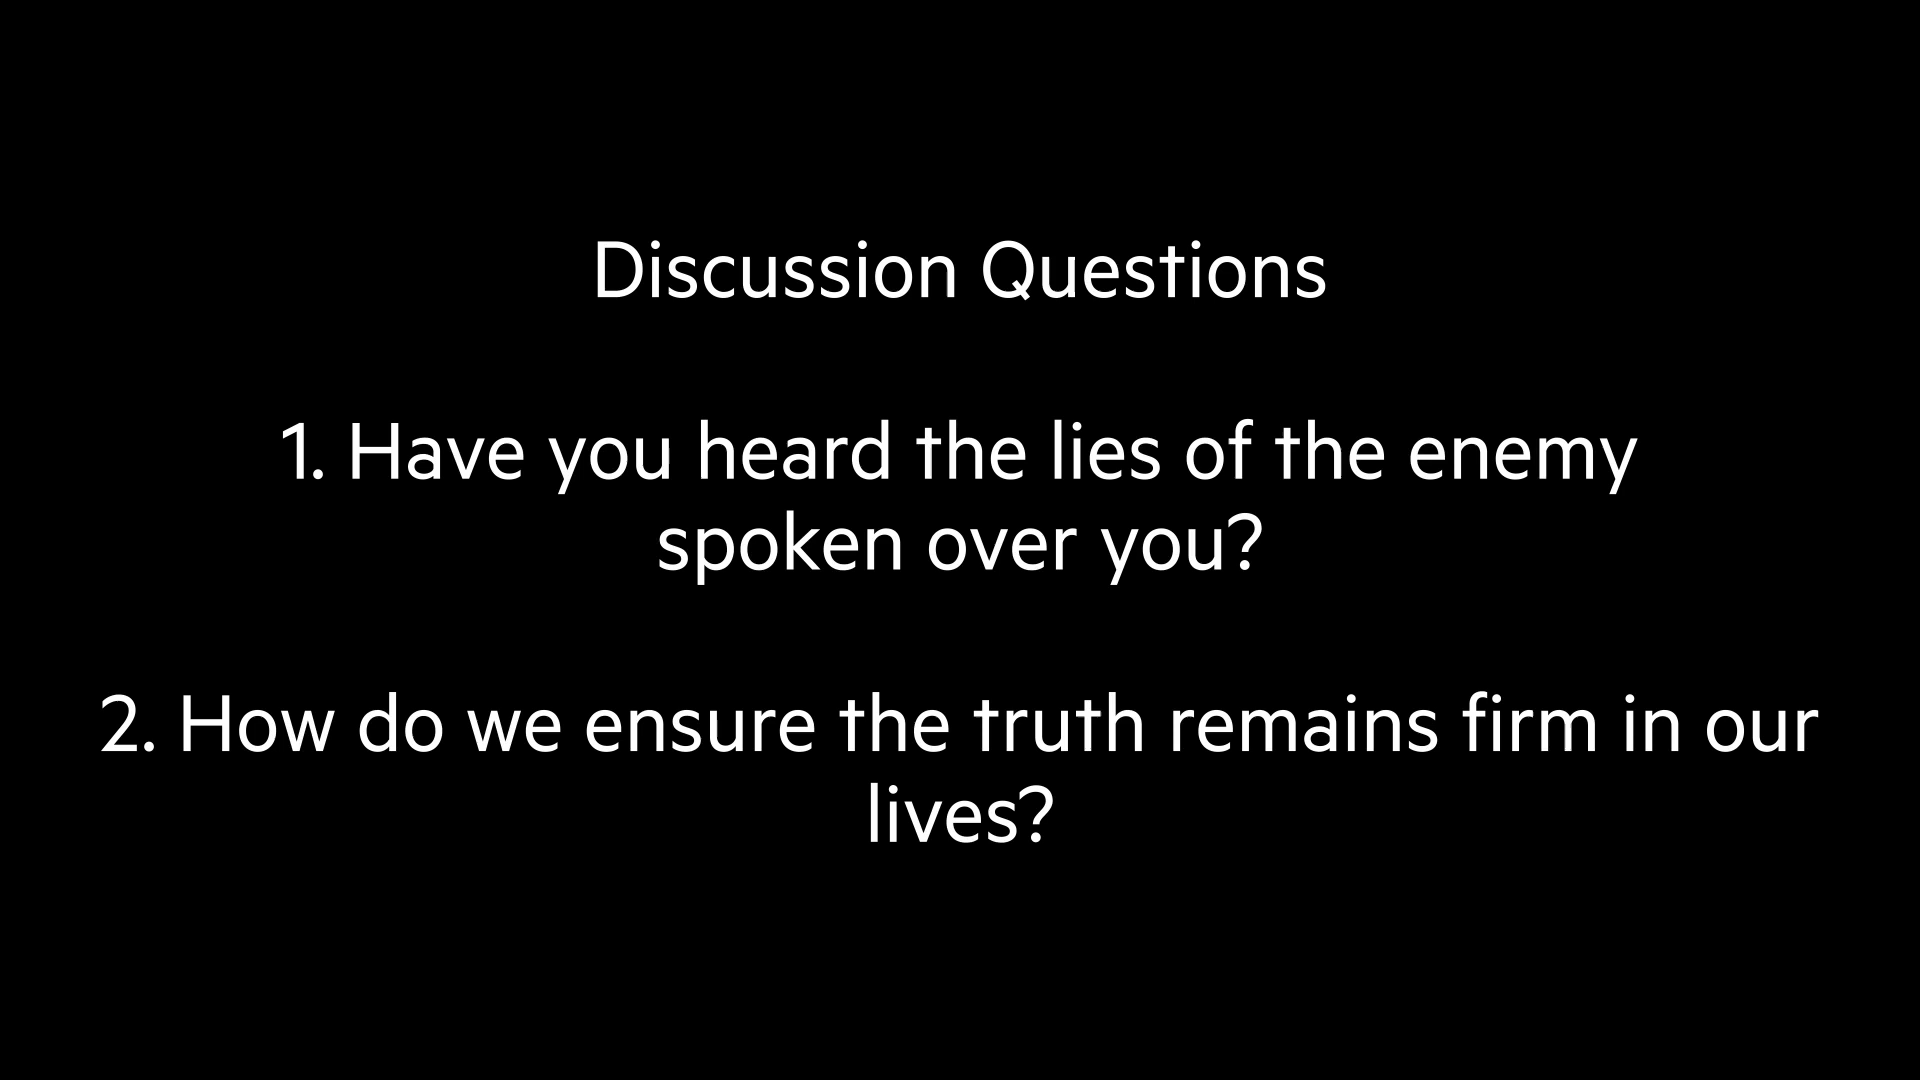 Discussion Questions
1. Have you heard the lies of the enemy
spoken over you?
2. How do we ensure the truth remains firm in our
lives?